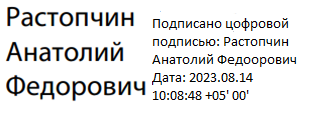 Растопчин
Анатолий
Федорович
Подписано цофровой
подписью: Растопчин
Анатолий Федоорович
Дата: 2023.08.14
10:08:48 +05' 00'